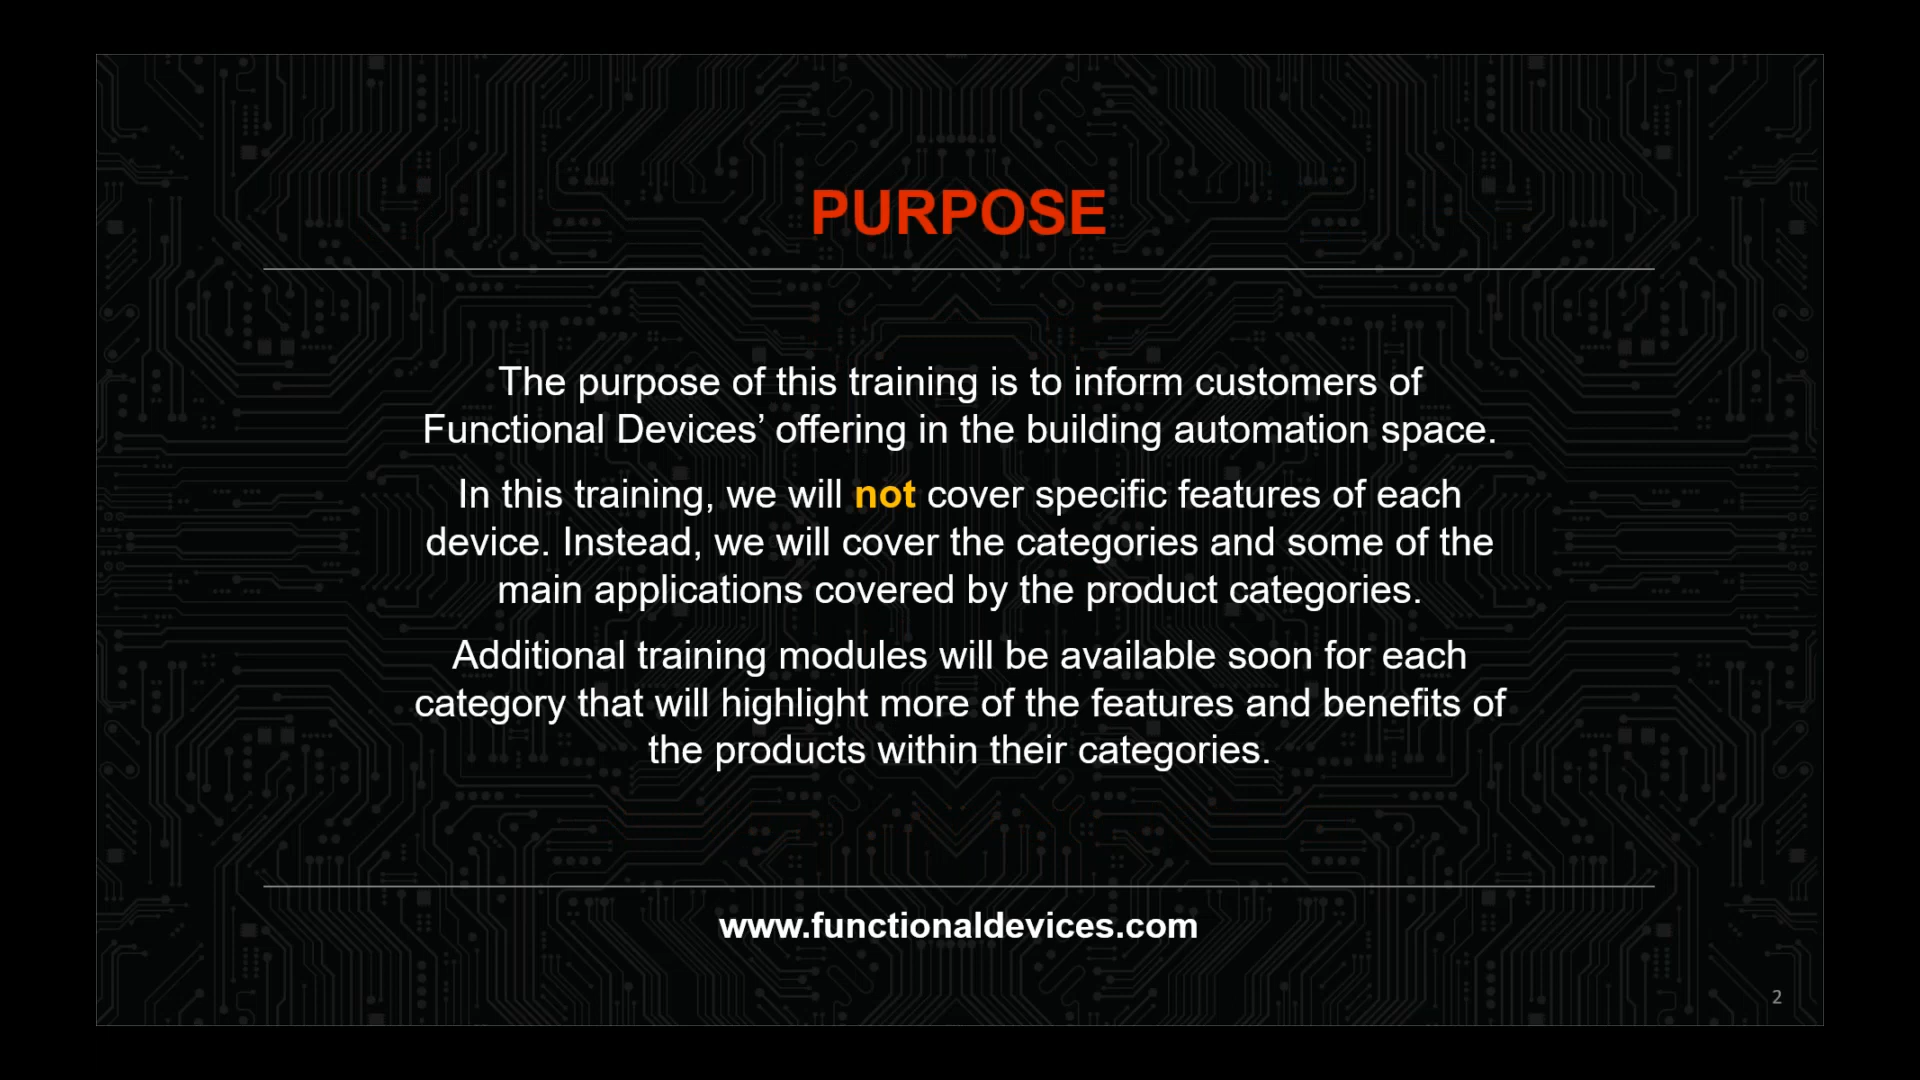 PURPOSE
The purpose of this training is to inform customers of
Functional Devices’ offering in the building automation space.
In this training, we will not cover specific features of each
device. Instead, we will cover the categories and some of the
main applications covered by the product categories.
Additional training modules will be available soon for each
category that will highlight more of the features and benefits of
the products within their categories.
www.functionaldevices.com
2